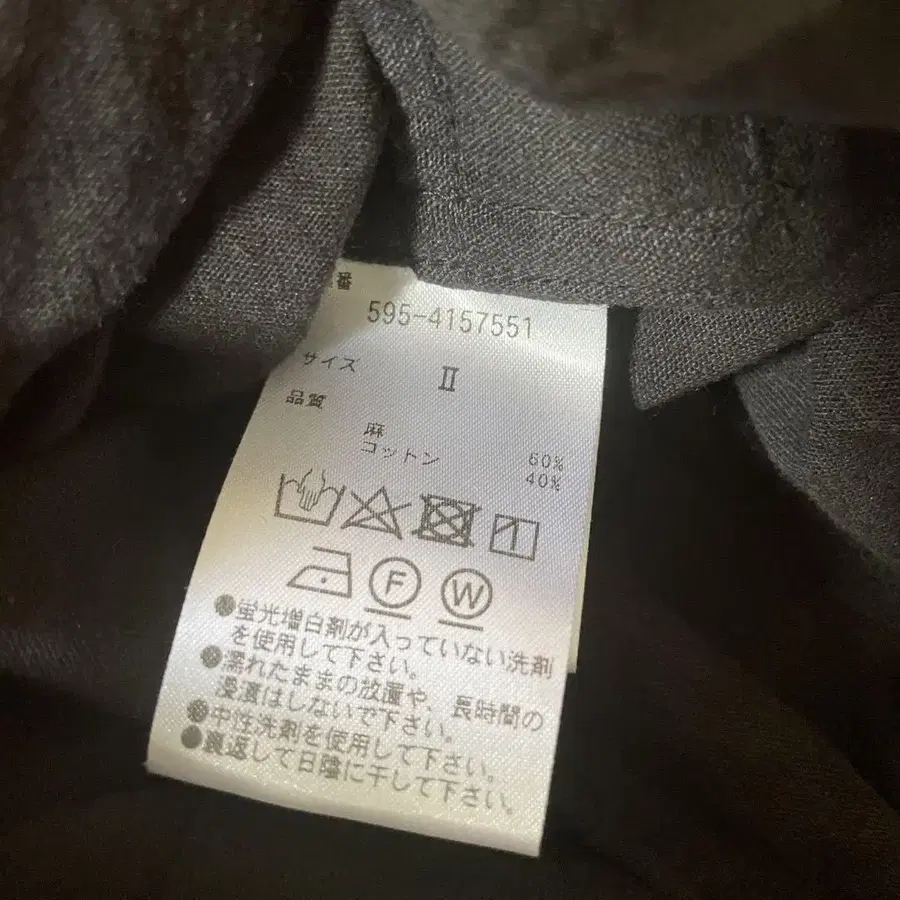 番
595-4157551
サイズ Ⅱ
品質
麻 60%
コットン 40%
F W
●蛍光増白剤が入っていない洗剤
を使用して下さい。
●濡れたままの放置や、長時間の
浸漬はしないで下さい。
●中性洗剤を使用して下さい。
●裏返して日陰に干して下さい。